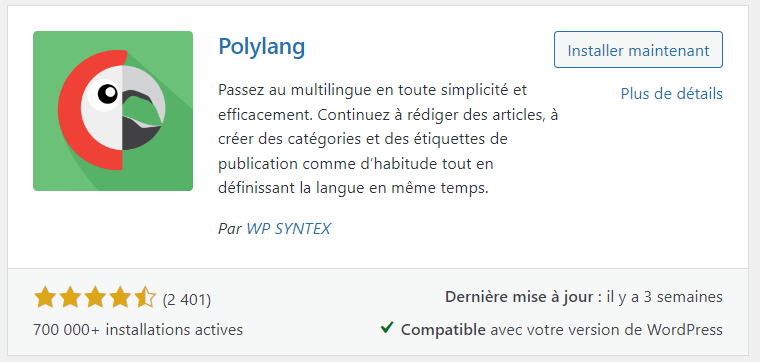 Polylang
Installer maintenant
Plus de détails
Passez au multilingue en toute simplicité et
efficacement. Continuez à rédiger des articles, à
créer des catégories et des étiquettes de
publication comme d’habitude tout en
définissant la langue en même temps.
Par WP SYNTEX
(2 401)
700 000+ installations actives
Dernière mise à jour : il y a 3 semaines
Compatible avec votre version de WordPress